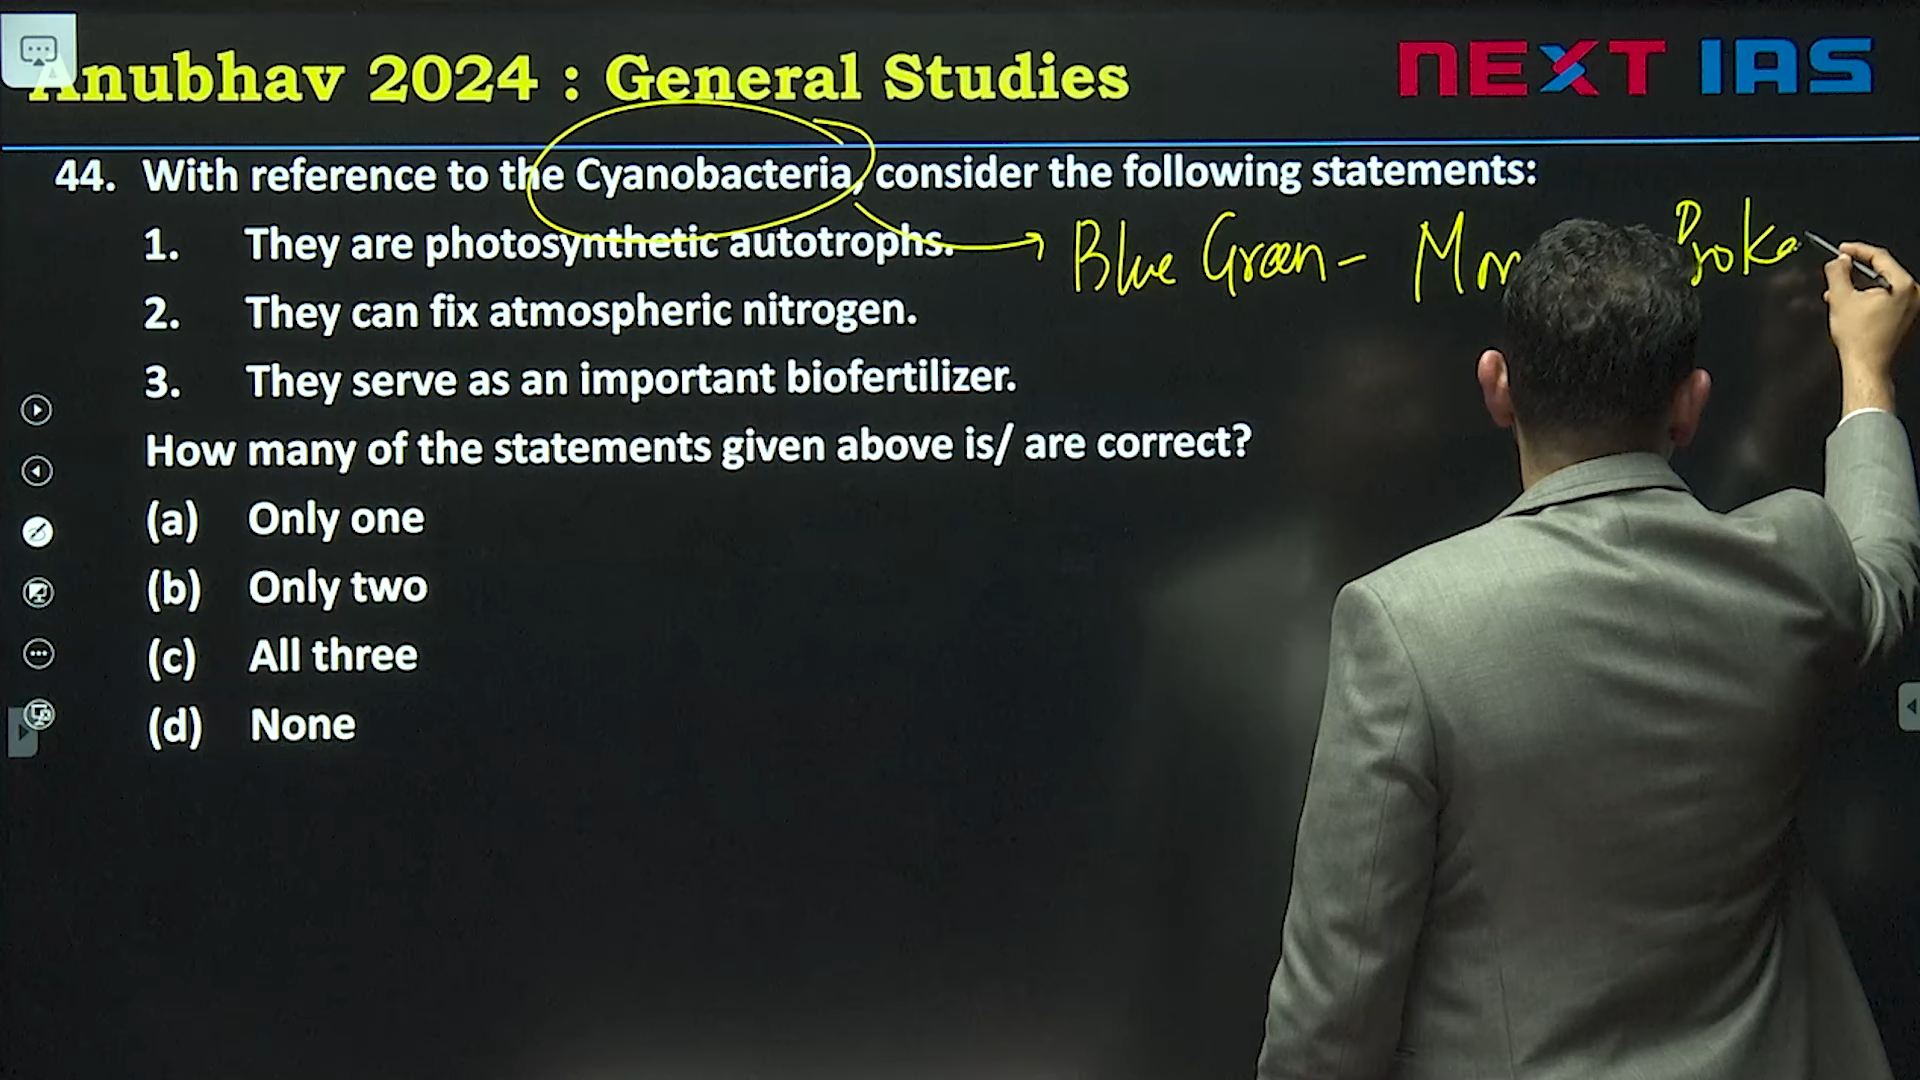 Anubhav 2024 : General Studies
NEXT IAS
44. With reference to the Cyanobacteria, consider the following statements:
1. They are photosynthetic autotrophs.
Blue Green -
2. They can fix atmospheric nitrogen.
3. They serve as an important biofertilizer.
How many of the statements given above is/ are correct?
(a) Only one
(b) Only two
(c) All three
(d) None